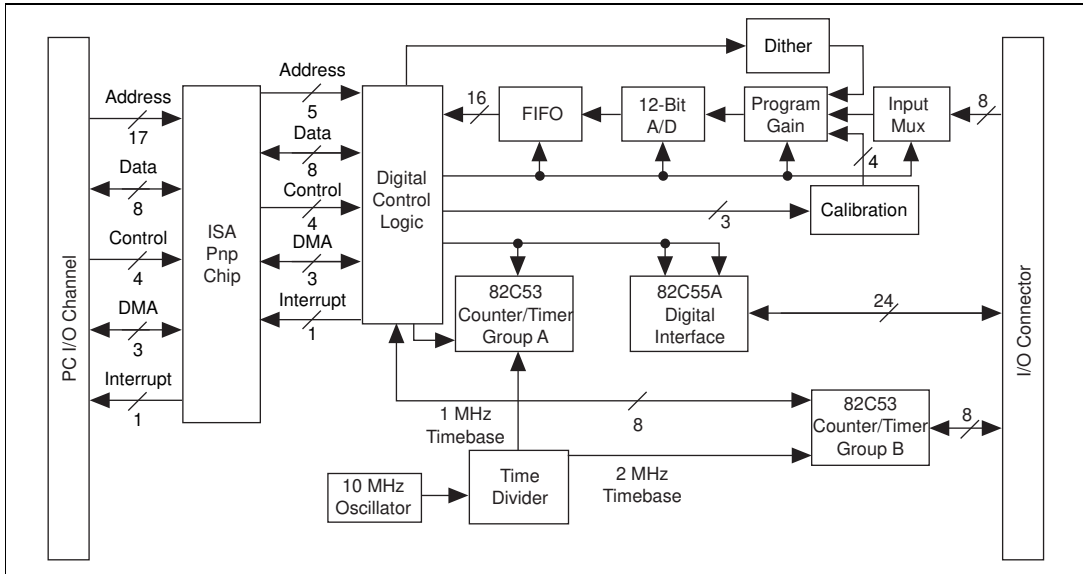 PC I/O Channel
Address
17
Data
8
Control
4
DMA
3
Interrupt
1
ISA
Pnp
Chip
Address
5
Data
8
Control
4
DMA
3
Interrupt
1
Digital
Control
Logic
Dither
16
FIFO
12-Bit
A/D
Program
Gain
Input
Mux
8
4
3
Calibration
82C53
Counter/Timer
Group A
82C55A
Digital
Interface
24
1 MHz
Timebase
8
82C53
Counter/Timer
Group B
8
10 MHz
Oscillator
Time
Divider
2 MHz
Timebase
I/O Connector